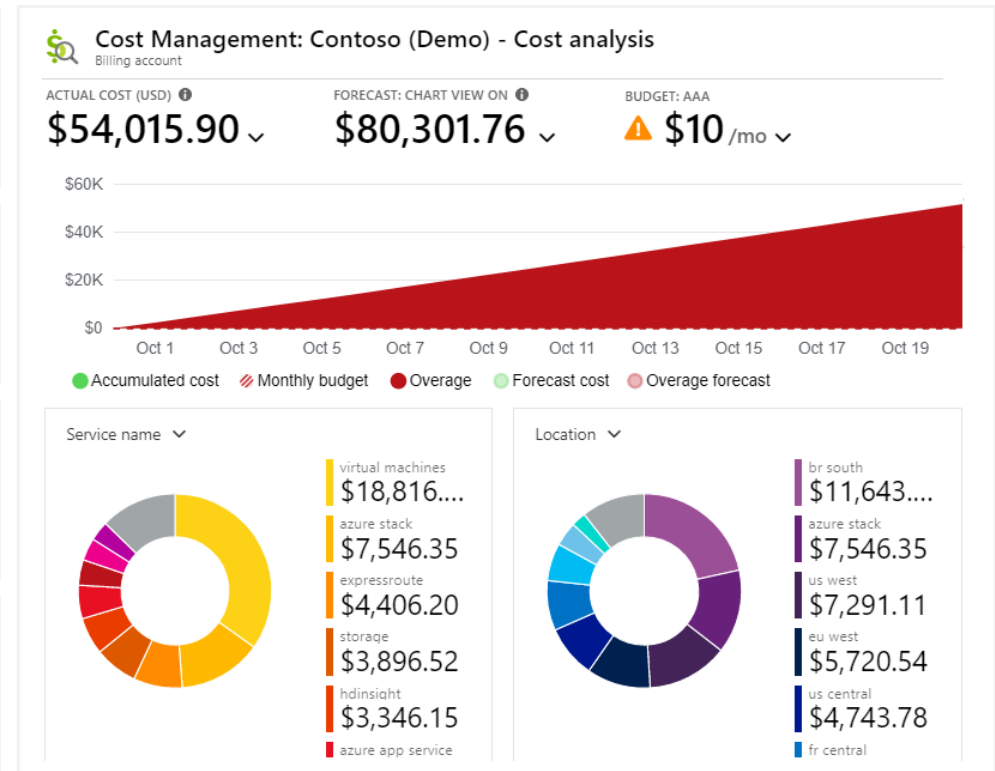 Cost Management: Contoso (Demo) - Cost analysis
Billing account
ACTUAL COST (USD)
$54,015.90
FORECAST: CHART VIEW ON
$80,301.76
BUDGET: AAA
$10 /mo
$60K
$40K
$20K
$0
Oct 1 Oct 3 Oct 5 Oct 7 Oct 9 Oct 11 Oct 13 Oct 15 Oct 17 Oct 19
Accumulated cost Monthly budget Overage Forecast cost Overage forecast
Service name
virtual machines
$18,816....
azure stack
$7,546.35
expressroute
$4,406.20
storage
$3,896.52
hdinsight
$3,346.15
azure app service
Location
br south
$11,643....
azure stack
$7,546.35
us west
$7,291.11
eu west
$5,720.54
us central
$4,743.78
fr central